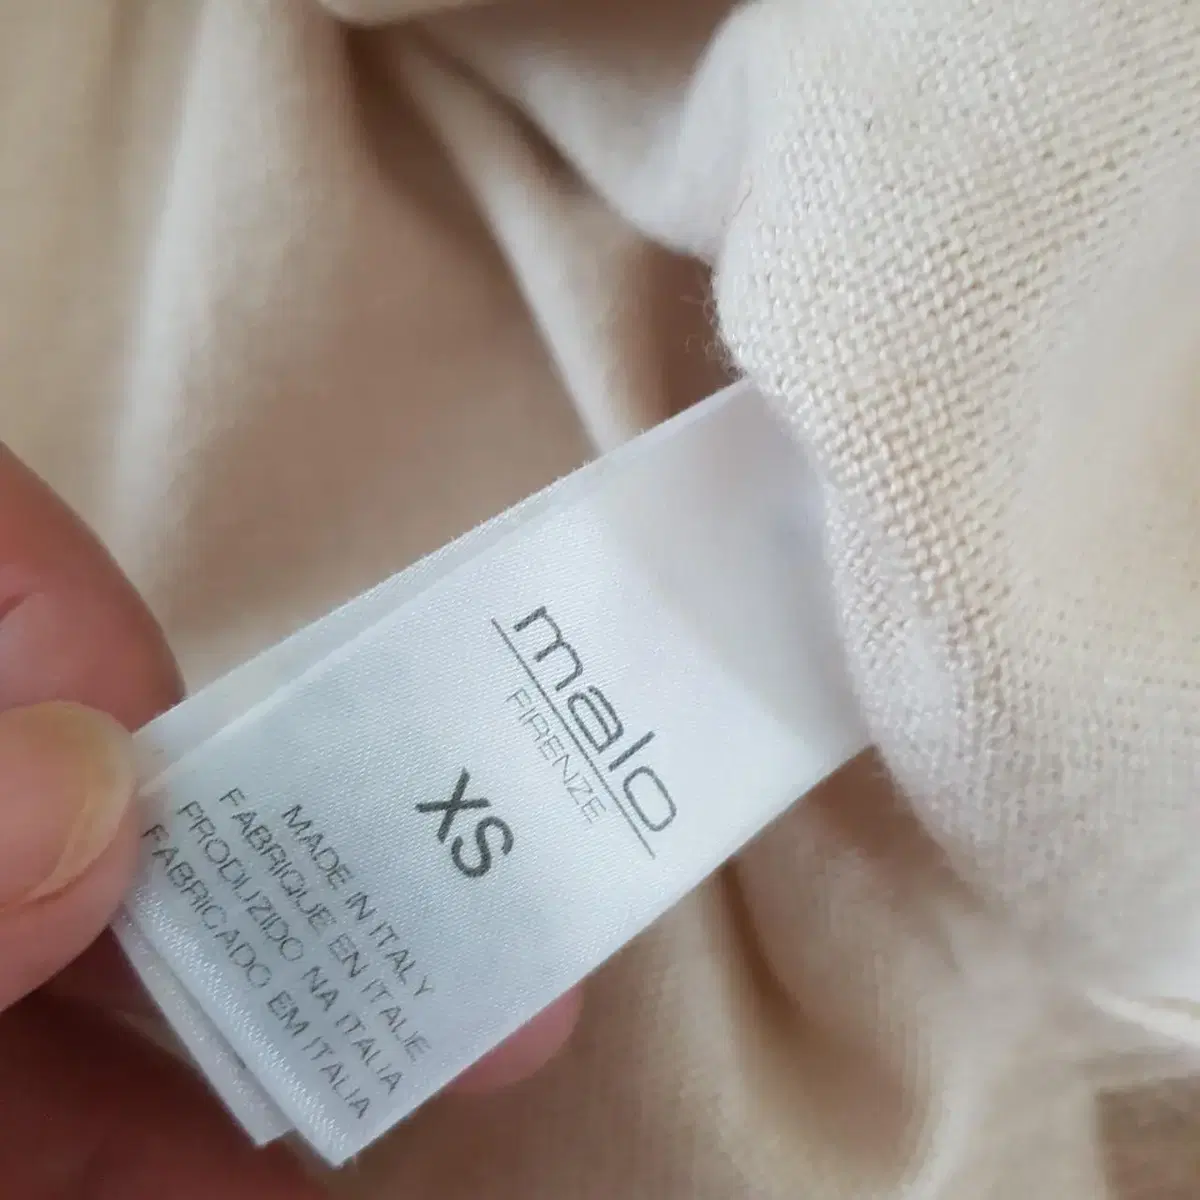 malo
FIRENZE
XS
MADE IN ITALY
FABRIQUE EN ITALIE
PRODUZIDO NA ITALIA
FABRICADO EM ITALIA